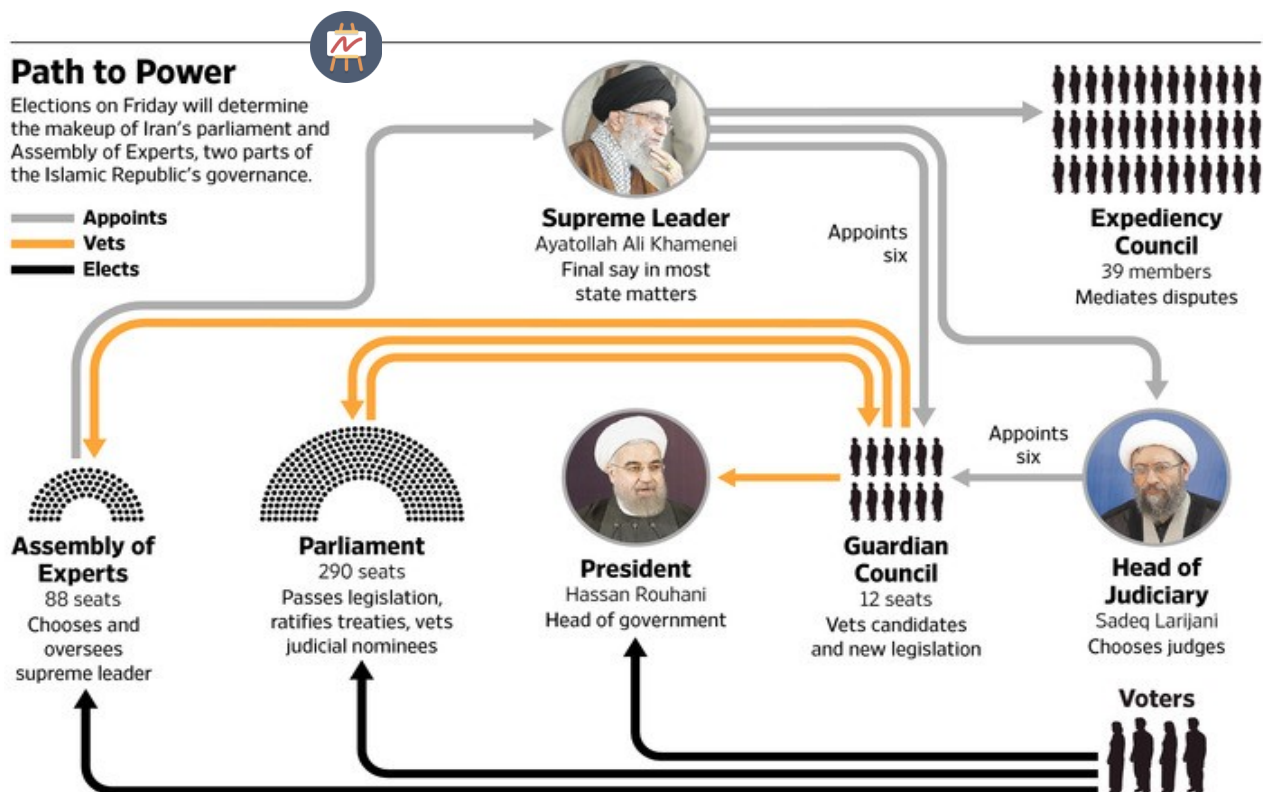 Path to Power
Elections on Friday will determine
the makeup of Iran's parliament and
Assembly of Experts, two parts of
the Islamic Republic's governance.
Appoints
Vets
Elects
Supreme Leader
Ayatollah Ali Khamenei
Final say in most
state matters
Appoints
six
Expediency
Council
39 members
Mediates disputes
Assembly of
Experts
88 seats
Chooses and
oversees
supreme leader
Parliament
290 seats
Passes legislation,
ratifies treaties, vets
judicial nominees
President
Hassan Rouhani
Head of government
Guardian
Council
12 seats
Vets candidates
and new legislation
Appoints
six
Head of
Judiciary
Sadeq Larijani
Chooses judges
Voters